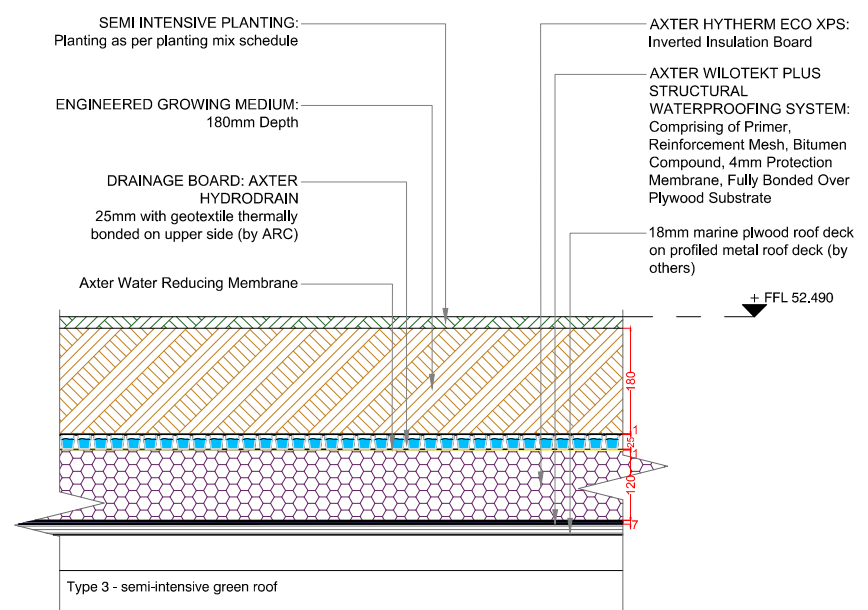 SEMI INTENSIVE PLANTING:
Planting as per planting mix schedule
ENGINEERED GROWING MEDIUM:
180mm Depth
DRAINAGE BOARD: AXTER
HYDRODRAIN
25mm with geotextile thermally
bonded on upper side (by ARC)
Axter Water Reducing Membrane
AXTER HYTHERM ECO XPS:
Inverted Insulation Board
AXTER WILOTEKT PLUS
STRUCTURAL
WATERPROOFING SYSTEM:
Comprising of Primer,
Reinforcement Mesh, Bitumen
Compound, 4mm Protection
Membrane, Fully Bonded Over
Plywood Substrate
18mm marine plwood roof deck
on profiled metal roof deck (by
others)
+ FFL 52.490
180
1
25
1
120
7
Type 3 - semi-intensive green roof